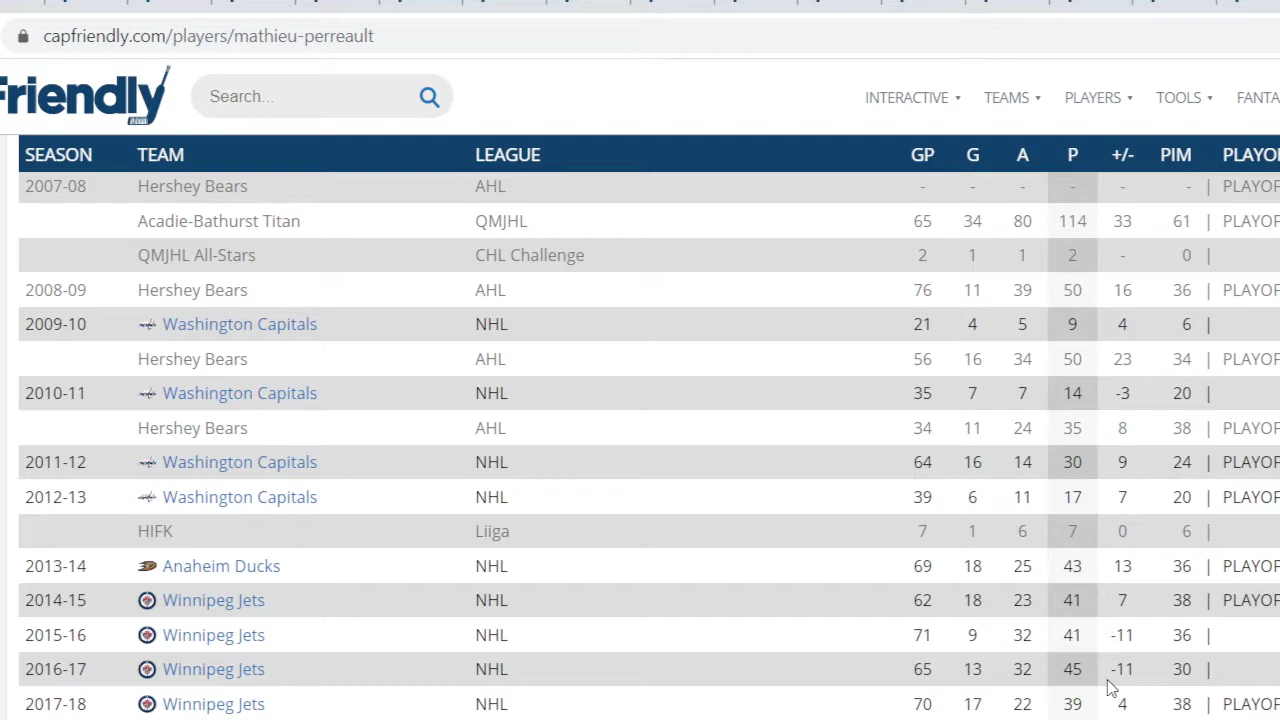 capfriendly.com/players/mathieu-perreault
Friendly Search... INTERACTIVE TEAMS PLAYERS TOOLS FANTA
SEASON TEAM LEAGUE GP G A P +/- PIM PLAYO
2007-08 Hershey Bears AHL - - - - - - | PLAYOF
Acadie-Bathurst Titan QMJHL 65 34 80 114 33 61 | PLAYOF
QMJHL All-Stars CHL Challenge 2 1 1 2 - 0 |
2008-09 Hershey Bears AHL 76 11 39 50 16 36 | PLAYOF
2009-10 Washington Capitals NHL 21 4 5 9 4 6 |
Hershey Bears AHL 56 16 34 50 23 34 | PLAYOF
2010-11 Washington Capitals NHL 35 7 7 14 -3 20 |
Hershey Bears AHL 34 11 24 35 8 38 | PLAYOF
2011-12 Washington Capitals NHL 64 16 14 30 9 24 | PLAYOF
2012-13 Washington Capitals NHL 39 6 11 17 7 20 | PLAYOF
HIFK Liiga 7 1 6 7 0 6 |
2013-14 Anaheim Ducks NHL 69 18 25 43 13 36 | PLAYOF
2014-15 Winnipeg Jets NHL 62 18 23 41 7 38 | PLAYOF
2015-16 Winnipeg Jets NHL 71 9 32 41 -11 36 |
2016-17 Winnipeg Jets NHL 65 13 32 45 -11 30 |
2017-18 Winnipeg Jets NHL 70 17 22 39 4 38 | PLAYOF